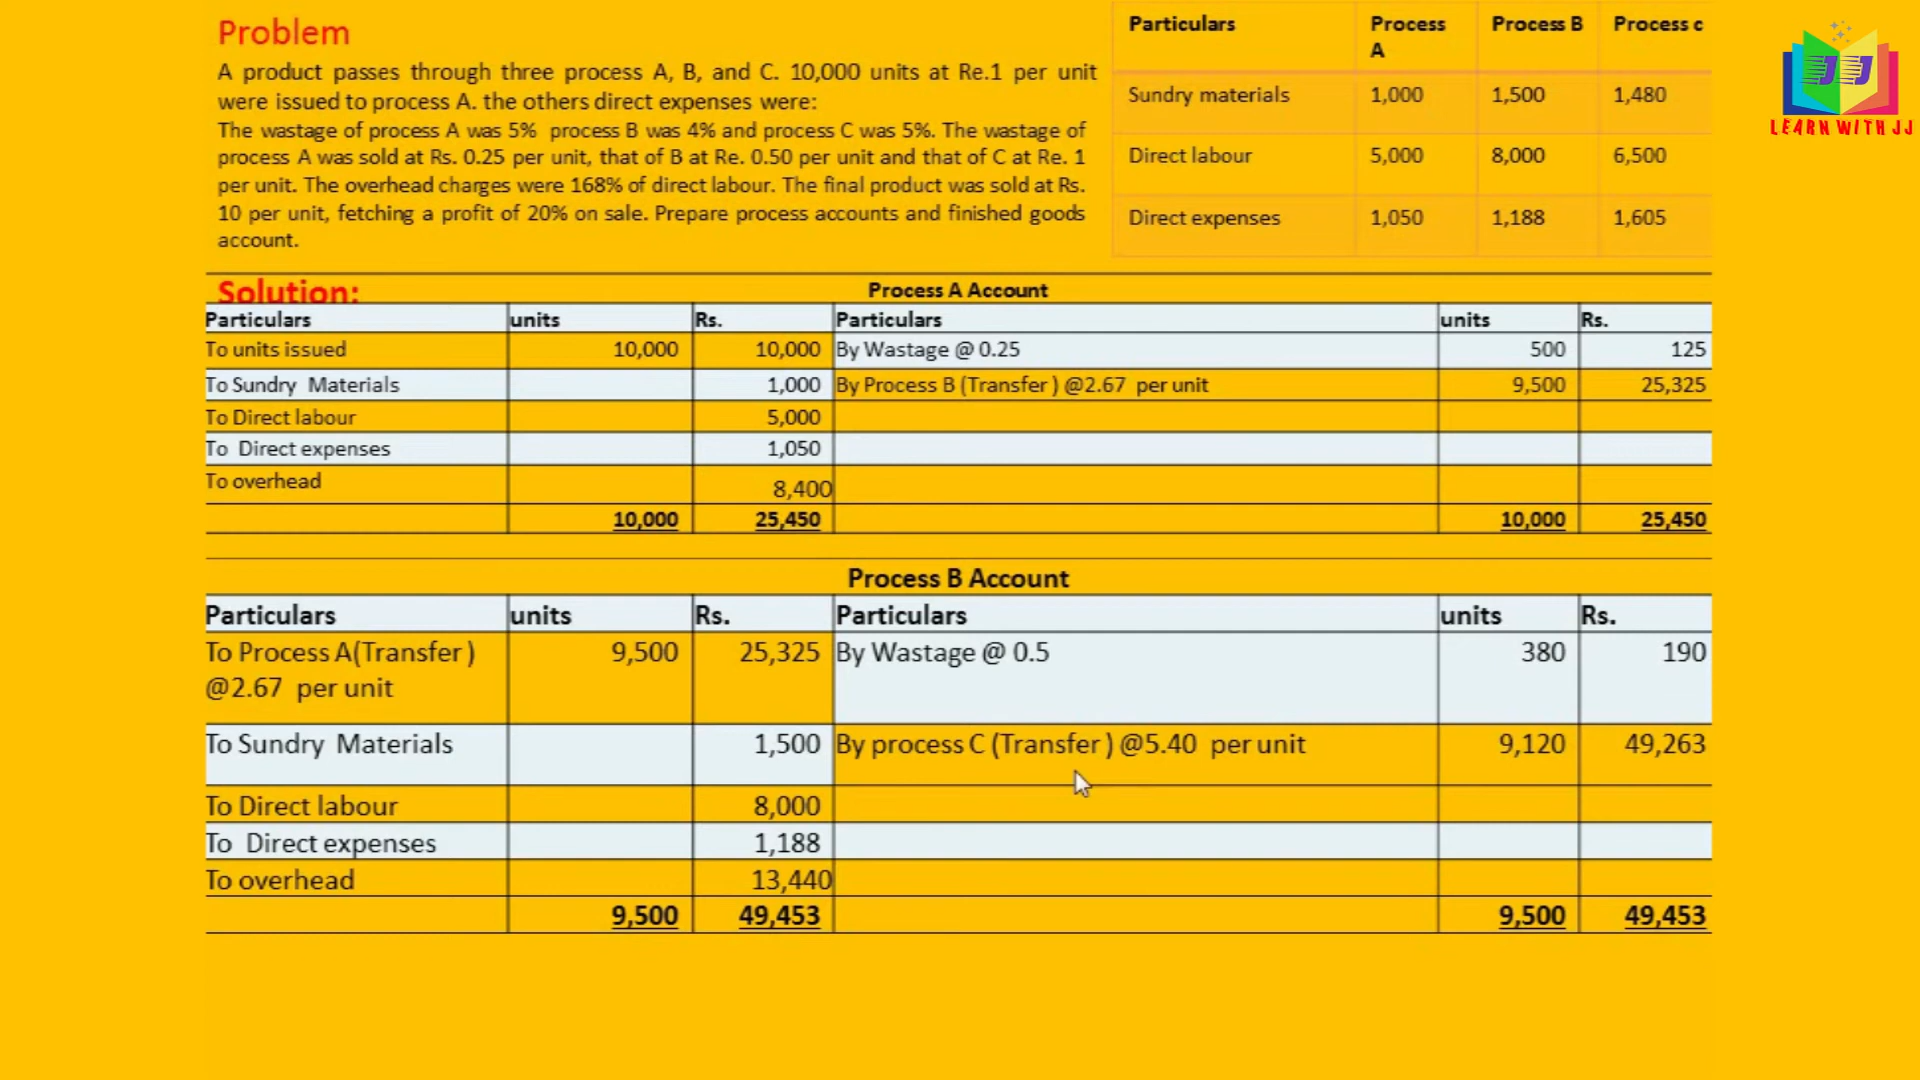 Problem
A product passes through three process A, B, and C. 10,000 units at Re.1 per unit
were issued to process A. the others direct expenses were:
The wastage of process A was 5% process B was 4% and process C was 5%. The wastage of
process A was sold at Rs. 0.25 per unit, that of B at Re. 0.50 per unit and that of C at Re. 1
per unit. The overhead charges were 168% of direct labour. The final product was sold at Rs.
10 per unit, fetching a profit of 20% on sale. Prepare process accounts and finished goods
account.
Particulars Process A Process B Process c
Sundry materials 1,000 1,500 1,480
Direct labour 5,000 8,000 6,500
Direct expenses 1,050 1,188 1,605
JJ
LEARN WITH JJ
Solution:
Process A Account
Particulars units Rs. Particulars units Rs.
To units issued 10,000 10,000 By Wastage @ 0.25 500 125
To Sundry Materials 1,000 By Process B (Transfer ) @2.67 per unit 9,500 25,325
To Direct labour 5,000
To Direct expenses 1,050
To overhead 8,400
10,000 25,450 10,000 25,450
Process B Account
Particulars units Rs. Particulars units Rs.
To Process A(Transfer ) 9,500 25,325 By Wastage @ 0.5 380 190
@2.67 per unit
To Sundry Materials 1,500 By process C (Transfer ) @5.40 per unit 9,120 49,263
To Direct labour 8,000
To Direct expenses 1,188
To overhead 13,440
9,500 49,453 9,500 49,453